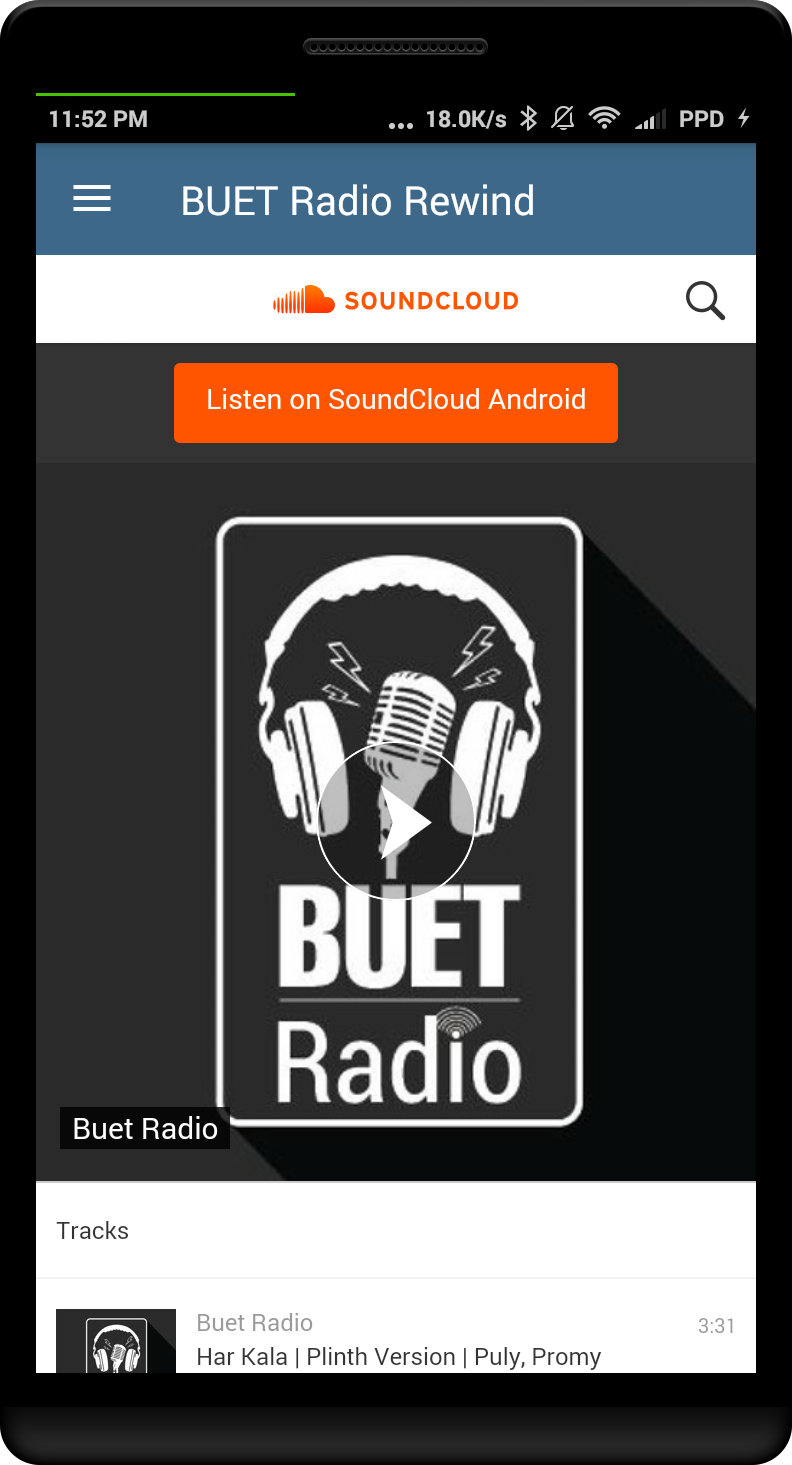 11:52 PM ... 18.0K/s PPD
BUET Radio Rewind
SOUNDCLOUD
Listen on SoundCloud Android
BUET
Radio
Buet Radio
Tracks
Buet Radio 3:31
Har Kala | Plinth Version | Puly, Promy